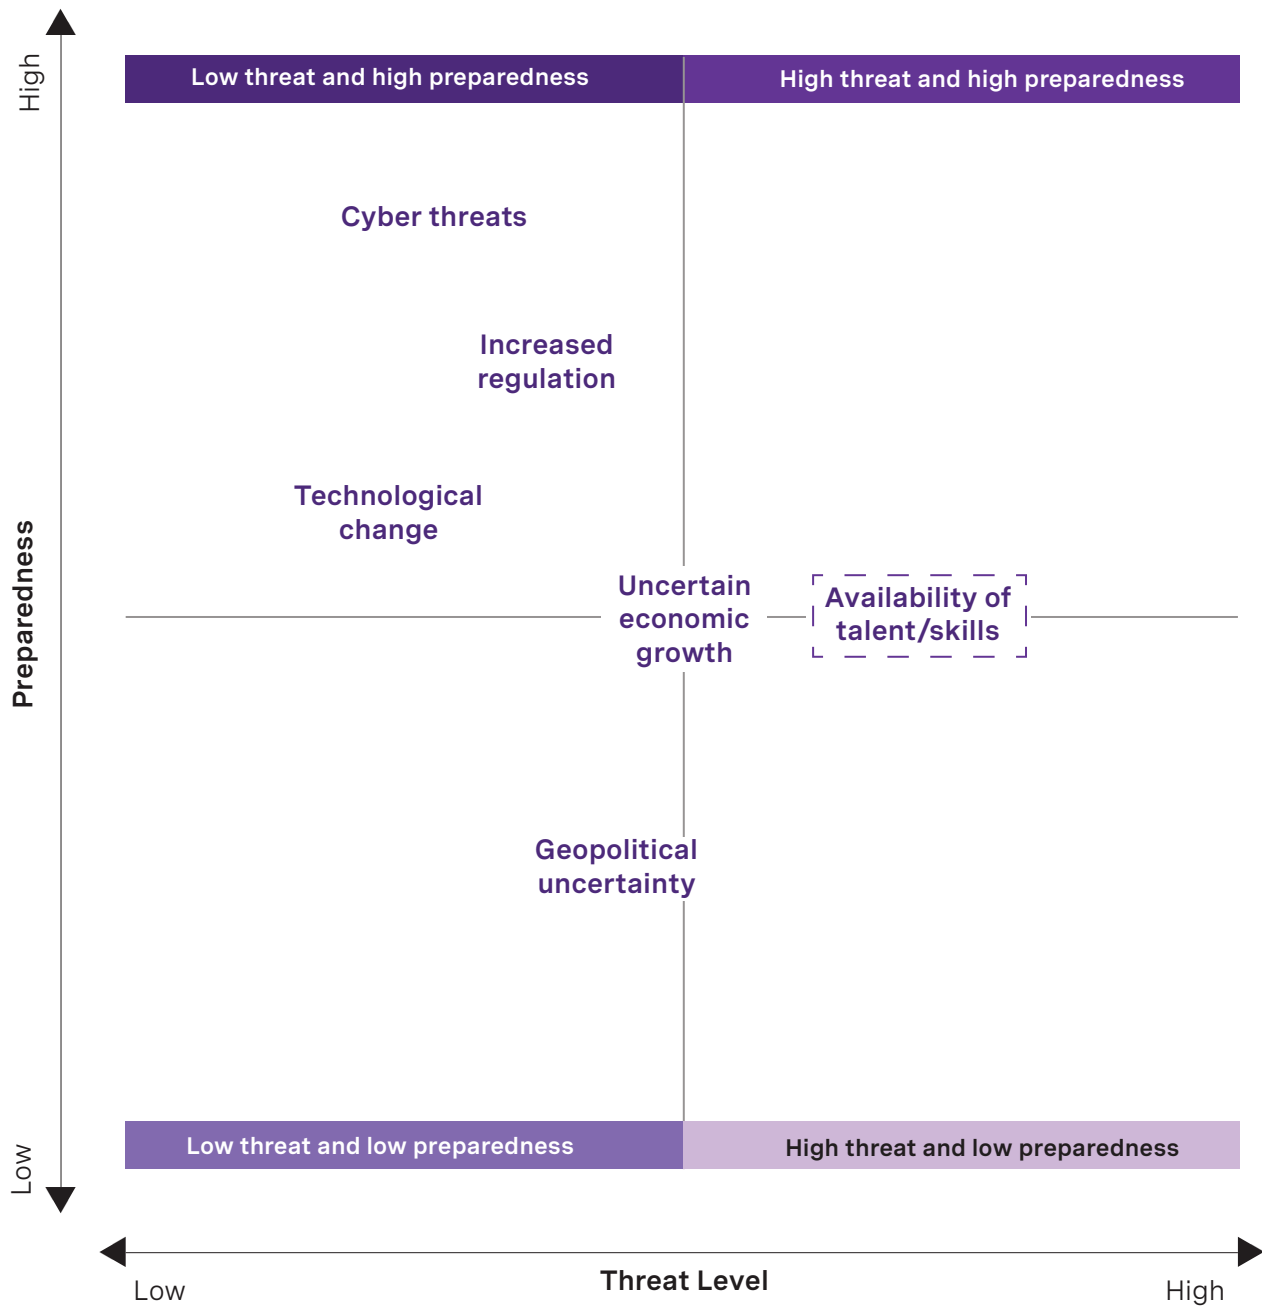 High
Low threat and high preparedness
High threat and high preparedness
Cyber threats
Increased
regulation
Technological
change
Preparedness
Uncertain
economic
growth
Availability of
talent/skills
Geopolitical
uncertainty
Low threat and low preparedness
High threat and low preparedness
Low
Low
Threat Level
High